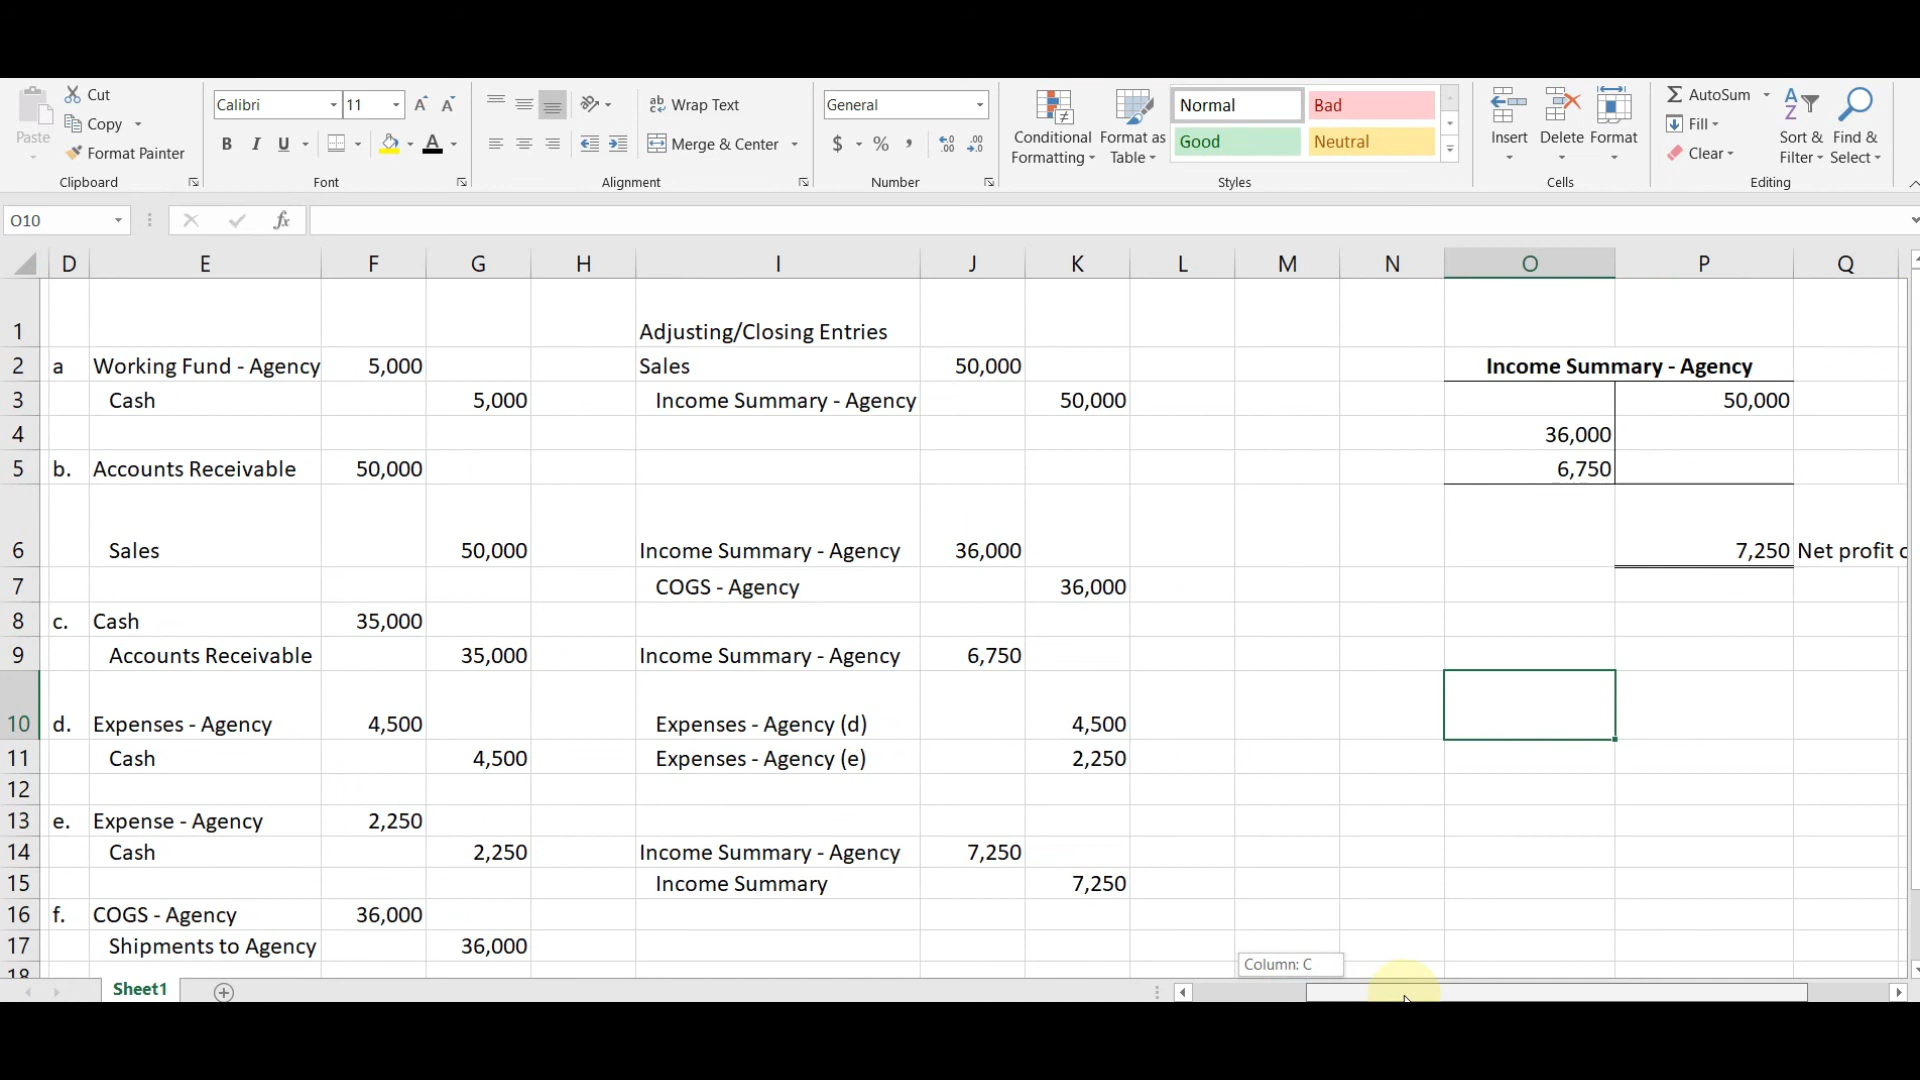 Paste
Cut
Copy
Format Painter
Clipboard
Calibri 11 A A
B I U A
Font
Wrap Text
Merge & Center
Alignment
General
$ % , .00 .00
Number
Conditional Formatting
Format as Table
Normal Bad
Good Neutral
Styles
Insert Delete Format
Cells
AutoSum
Fill
Clear
Sort & Filter
Find & Select
Editing
O10 fx
D E F G H I J K L M N O P Q
1 Adjusting/Closing Entries
2 a Working Fund - Agency 5,000 Sales 50,000 Income Summary - Agency
3 Cash 5,000 Income Summary - Agency 50,000 50,000
4 36,000
5 b. Accounts Receivable 50,000 6,750
6 Sales 50,000 Income Summary - Agency 36,000 7,250 Net profit
7 COGS - Agency 36,000
8 c. Cash 35,000
9 Accounts Receivable 35,000 Income Summary - Agency 6,750
10 d. Expenses - Agency 4,500 Expenses - Agency (d) 4,500
11 Cash 4,500 Expenses - Agency (e) 2,250
12
13 e. Expense - Agency 2,250
14 Cash 2,250 Income Summary - Agency 7,250
15 Income Summary 7,250
16 f. COGS - Agency 36,000
17 Shipments to Agency 36,000
18
Column: C
Sheet1